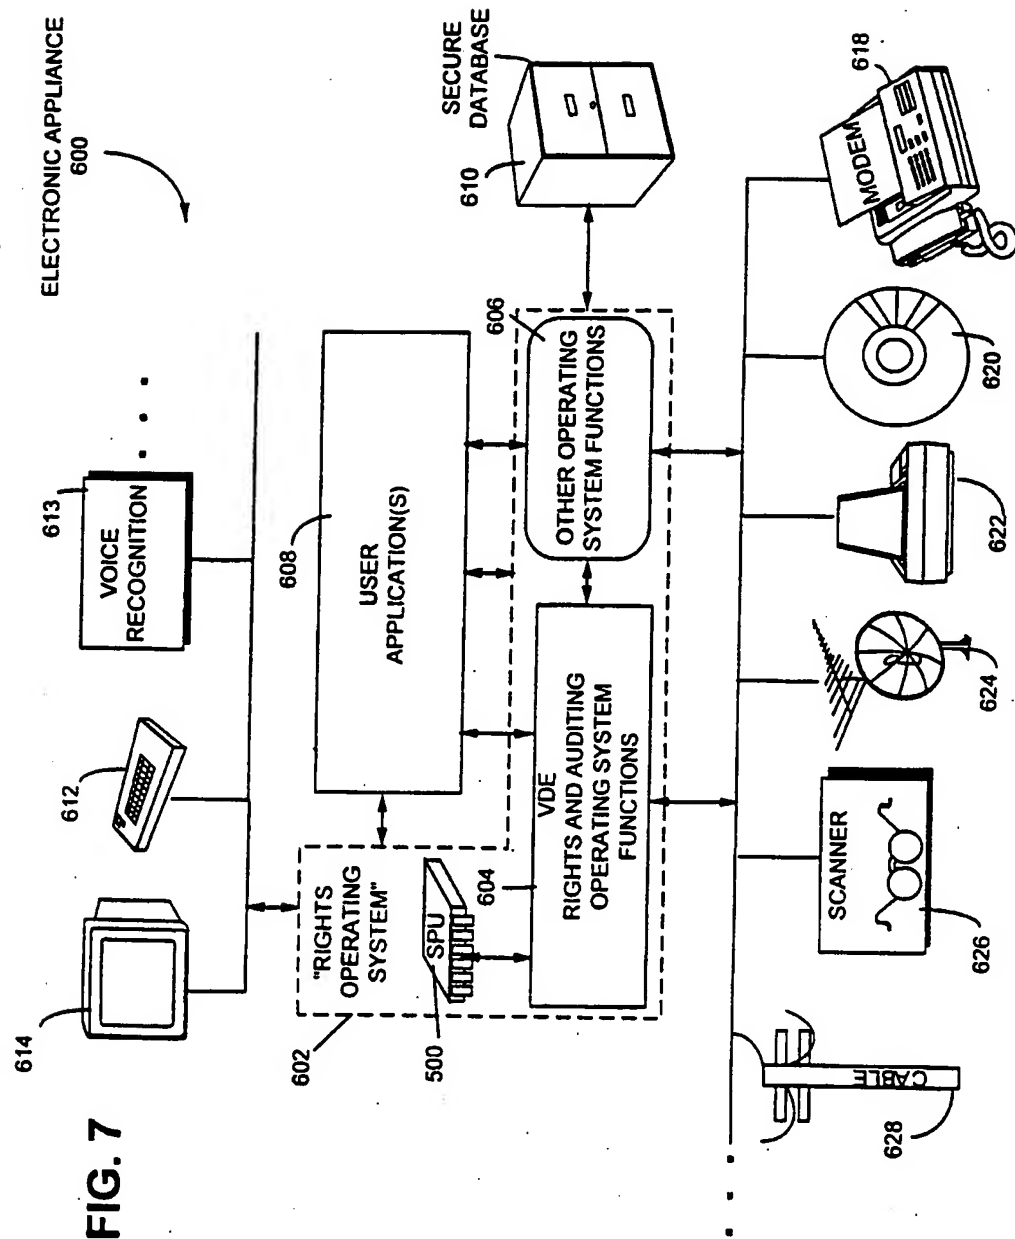 FIG. 7
ELECTRONIC APPLIANCE
600
614
612
613
VOICE
RECOGNITION
608
USER
APPLICATION(S)
602
"RIGHTS
OPERATING
SYSTEM"
500
SPU
604
VDE
RIGHTS AND AUDITING
OPERATING SYSTEM
FUNCTIONS
606
OTHER OPERATING
SYSTEM FUNCTIONS
610
SECURE
DATABASE
628
CABLE
SCANNER
626
624
622
620
MODEM
618